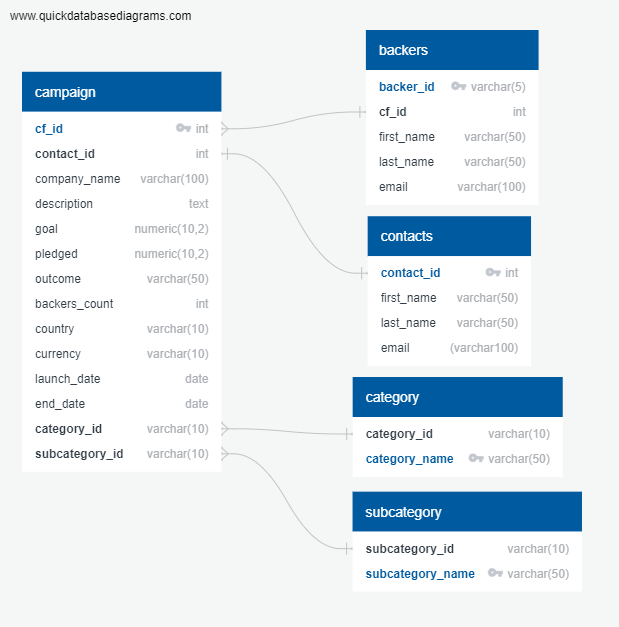 www.quickdatabasediagrams.com
campaign
cf_id int
contact_id int
company_name varchar(100)
description text
goal numeric(10,2)
pledged numeric(10,2)
outcome varchar(50)
backers_count int
country varchar(10)
currency varchar(10)
launch_date date
end_date date
category_id varchar(10)
subcategory_id varchar(10)
backers
backer_id varchar(5)
cf_id int
first_name varchar(50)
last_name varchar(50)
email varchar(100)
contacts
contact_id int
first_name varchar(50)
last_name varchar(50)
email (varchar100)
category
category_id varchar(10)
category_name varchar(50)
subcategory
subcategory_id varchar(10)
subcategory_name varchar(50)